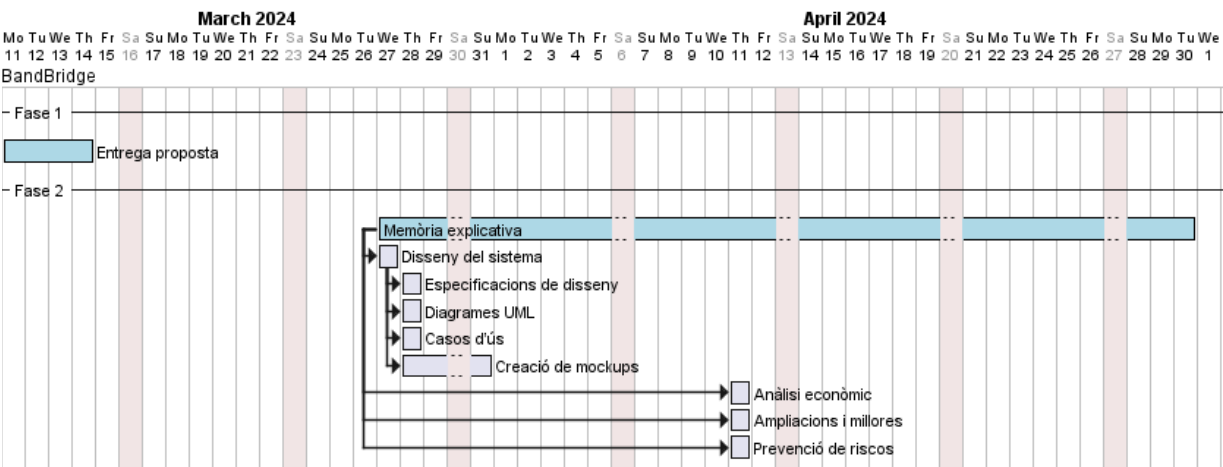 March 2024 April 2024
Mo Tu We Th Fr Sa Su Mo Tu We Th Fr Sa Su Mo Tu We Th Fr Sa Su Mo Tu We Th Fr Sa Su Mo Tu We Th Fr Sa Su Mo Tu We Th Fr Sa Su Mo Tu We Th Fr Sa Su Mo Tu We
11 12 13 14 15 16 17 18 19 20 21 22 23 24 25 26 27 28 29 30 31 1 2 3 4 5 6 7 8 9 10 11 12 13 14 15 16 17 18 19 20 21 22 23 24 25 26 27 28 29 30 1
BandBridge
Fase 1
Entrega proposta
Fase 2
Memòria explicativa
Disseny del sistema
Especificacions de disseny
Diagrames UML
Casos d'ús
Creació de mockups
Anàlisi econòmic
Ampliacions i millores
Prevenció de riscos